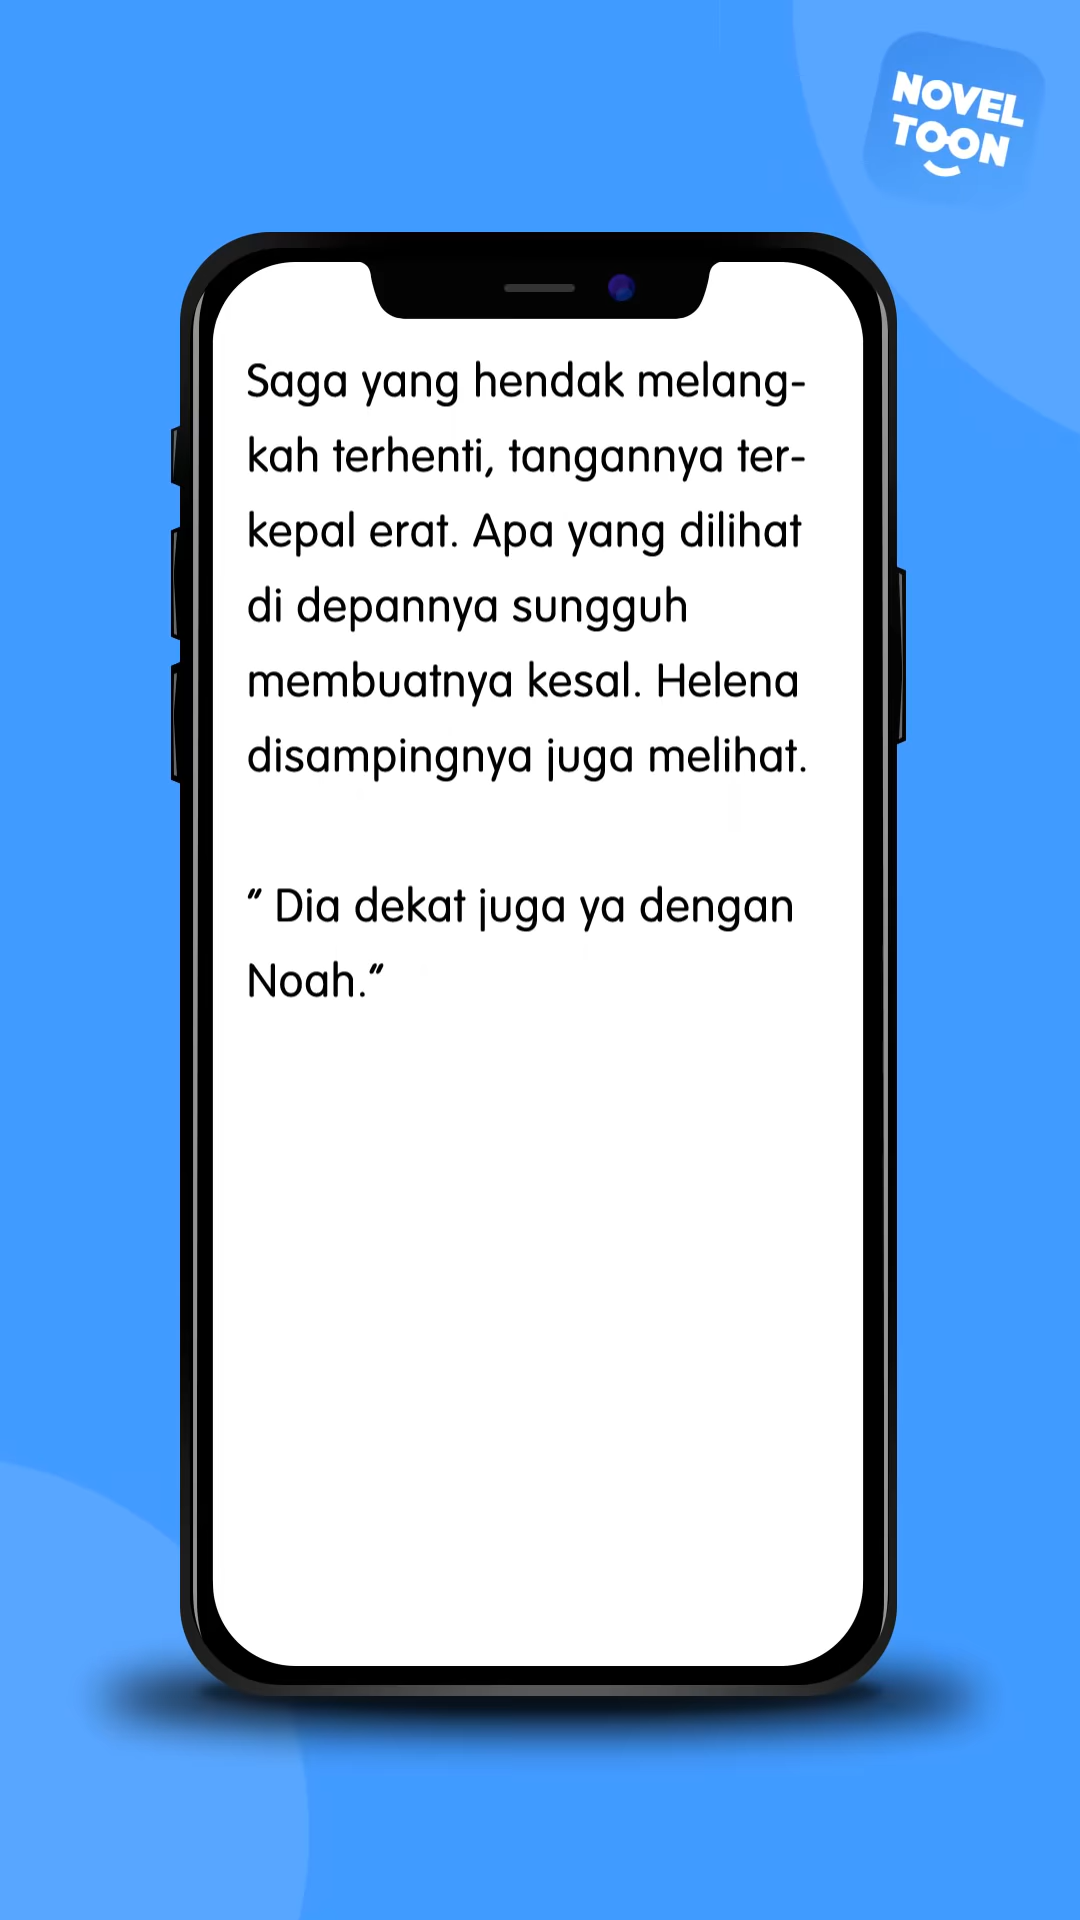 NOVEL
TOON
Saga yang hendak melang-
kah terhenti, tangannya ter-
kepal erat. Apa yang dilihat
di depannya sungguh
membuatnya kesal. Helena
disampingnya juga melihat.
" Dia dekat juga ya dengan
Noah."